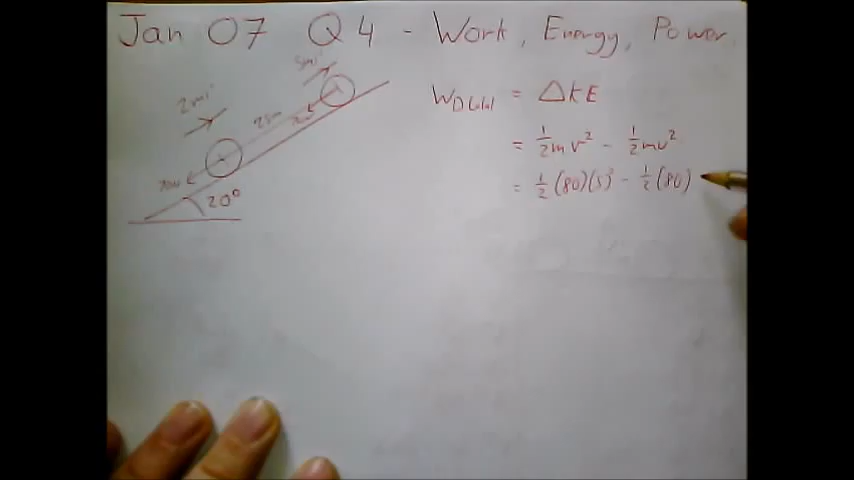 Jan 07 Q4 - Work, Energy, Power
5ms⁻¹
2ms⁻¹
25m
20°
= ΔKE
= ½mv² - ½mu²
= ½(80)(5)² - ½(80)